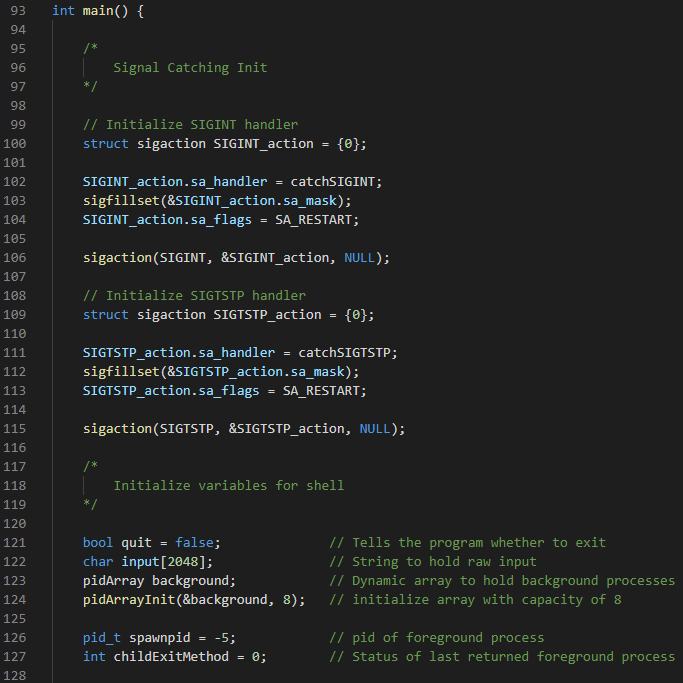 93 int main() {
94
95 /*
96 Signal Catching Init
97 */
98
99 // Initialize SIGINT handler
100 struct sigaction SIGINT_action = {0};
101
102 SIGINT_action.sa_handler = catchSIGINT;
103 sigfillset(&SIGINT_action.sa_mask);
104 SIGINT_action.sa_flags = SA_RESTART;
105
106 sigaction(SIGINT, &SIGINT_action, NULL);
107
108 // Initialize SIGTSTP handler
109 struct sigaction SIGTSTP_action = {0};
110
111 SIGTSTP_action.sa_handler = catchSIGTSTP;
112 sigfillset(&SIGTSTP_action.sa_mask);
113 SIGTSTP_action.sa_flags = SA_RESTART;
114
115 sigaction(SIGTSTP, &SIGTSTP_action, NULL);
116
117 /*
118 Initialize variables for shell
119 */
120
121 bool quit = false; // Tells the program whether to exit
122 char input[2048]; // String to hold raw input
123 pidArray background; // Dynamic array to hold background processes
124 pidArrayInit(&background, 8); // initialize array with capacity of 8
125
126 pid_t spawnpid = -5; // pid of foreground process
127 int childExitMethod = 0; // Status of last returned foreground process
128